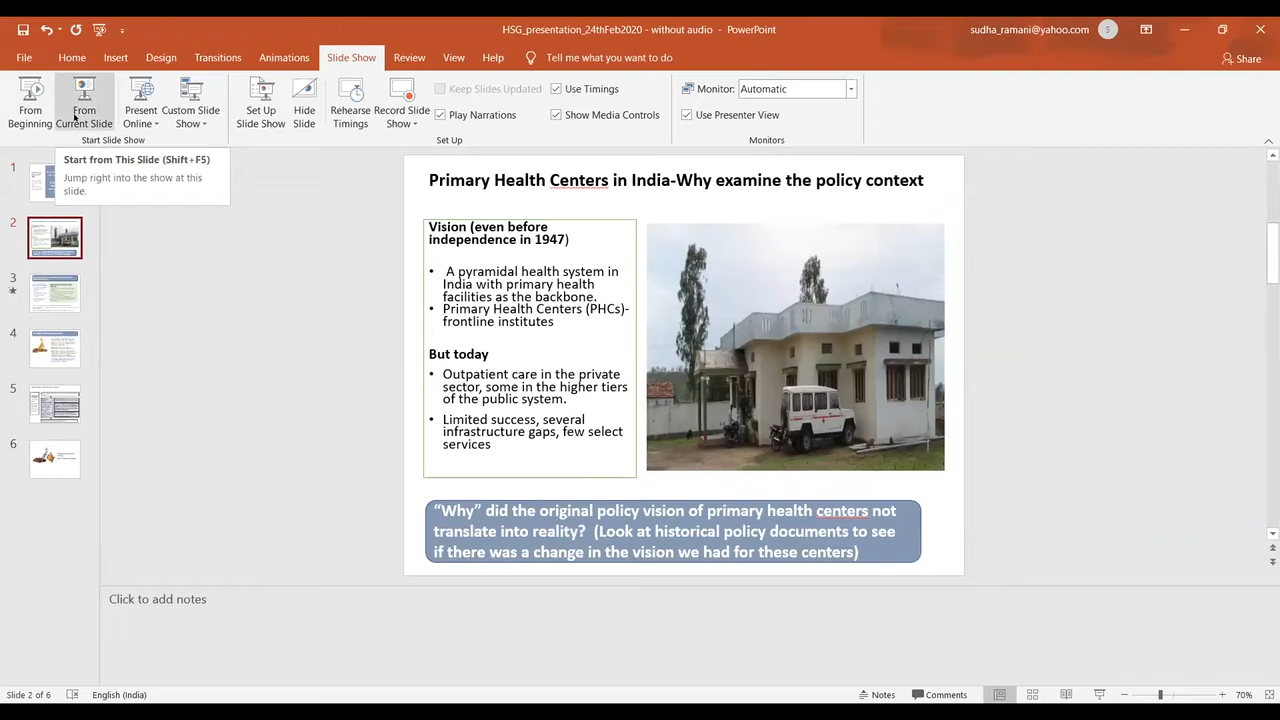 HSG_presentation_24thFeb2020 - without audio - PowerPoint
sudha_ramani@yahoo.com
S
File Home Insert Design Transitions Animations Slide Show Review View Help Tell me what you want to do
Share
From Beginning
From Current Slide
Present Online
Custom Slide Show
Set Up Slide Show
Hide Slide
Rehearse Timings
Record Slide Show
Keep Slides Updated
Play Narrations
Use Timings
Show Media Controls
Monitor: Automatic
Use Presenter View
Start Slide Show
Set Up
Monitors
Start from This Slide (Shift+F5)
Jump right into the show at this
slide.
1
2
3
4
5
6
Primary Health Centers in India-Why examine the policy context
Vision (even before
independence in 1947)
• A pyramidal health system in
India with primary health
facilities as the backbone.
• Primary Health Centers (PHCs)-
frontline institutes
But today
• Outpatient care in the private
sector, some in the higher tiers
of the public system.
• Limited success, several
infrastructure gaps, few select
services
“Why” did the original policy vision of primary health centers not
translate into reality? (Look at historical policy documents to see
if there was a change in the vision we had for these centers)
Click to add notes
Slide 2 of 6
English (India)
Notes
Comments
70%